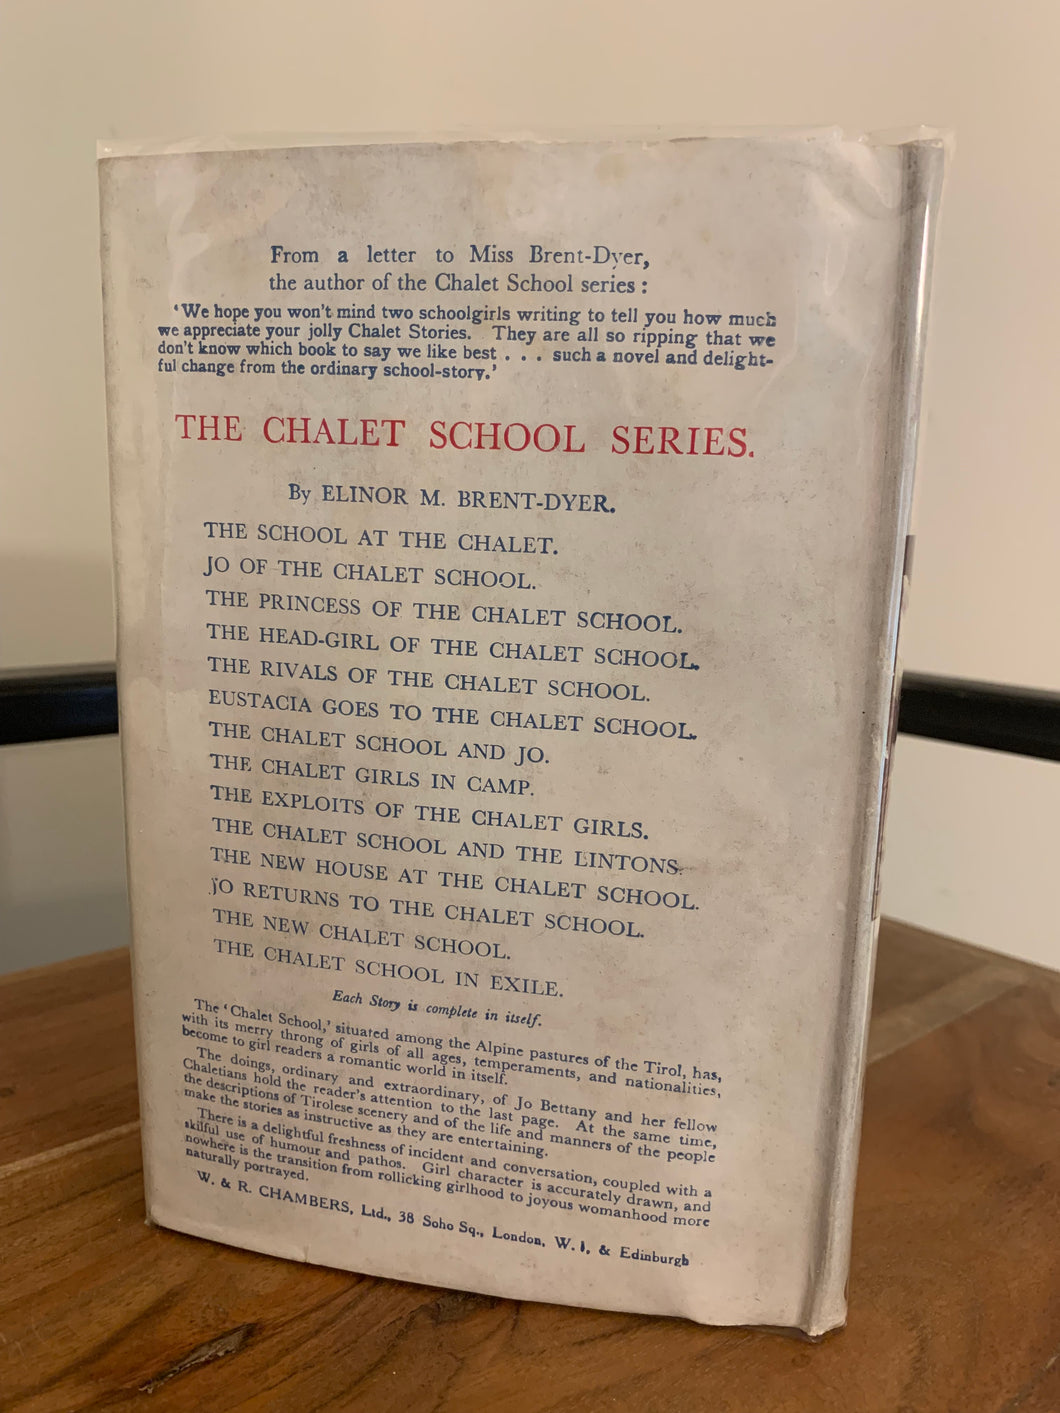 From a letter to Miss Brent-Dyer,
the author of the Chalet School series :
'We hope you won't mind two schoolgirls writing to tell you how much
we appreciate your jolly Chalet Stories. They are all so ripping that we
don't know which book to say we like best . . . such a novel and delight-
ful change from the ordinary school-story.'
THE CHALET SCHOOL SERIES.
By ELINOR M. BRENT-DYER.
THE SCHOOL AT THE CHALET.
JO OF THE CHALET SCHOOL.
THE PRINCESS OF THE CHALET SCHOOL.
THE HEAD-GIRL OF THE CHALET SCHOOL.
THE RIVALS OF THE CHALET SCHOOL.
EUSTACIA GOES TO THE CHALET SCHOOL.
THE CHALET SCHOOL AND JO.
THE CHALET GIRLS IN CAMP.
THE EXPLOITS OF THE CHALET GIRLS.
THE CHALET SCHOOL AND THE LINTONS.
THE NEW HOUSE AT THE CHALET SCHOOL.
JO RETURNS TO THE CHALET SCHOOL.
THE NEW CHALET SCHOOL.
THE CHALET SCHOOL IN EXILE.
Each Story is complete in itself.
The 'Chalet School,' situated among the Alpine pastures of the Tirol, has,
with its merry throng of girls of all ages, temperaments, and nationalities,
become to girl readers a romantic world in itself.
The doings, ordinary and extraordinary, of Jo Bettany and her fellow
Chaletians hold the reader's attention to the last page. At the same time,
the descriptions of Tirolese scenery and of the life and manners of the people
make the stories as instructive as they are entertaining.
There is a delightful freshness of incident and conversation, coupled with a
skilful use of humour and pathos. Girl character is accurately drawn, and
nowhere is the transition from rollicking girlhood to joyous womanhood more
naturally portrayed.
W. & R. CHAMBERS, Ltd., 38 Soho Sq., London, W.1, & Edinburgh